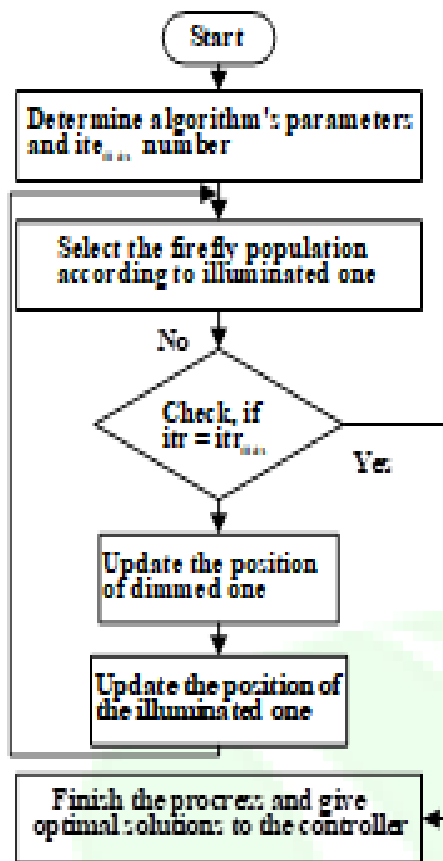 Start
Determine algorithm's parameters
and ite_max number
Select the firefly population
according to illuminated one
No
Check, if
itr = itr_max
Yes
Update the position
of dimmed one
Update the position of
the illuminated one
Finish the process and give
optimal solutions to the controller